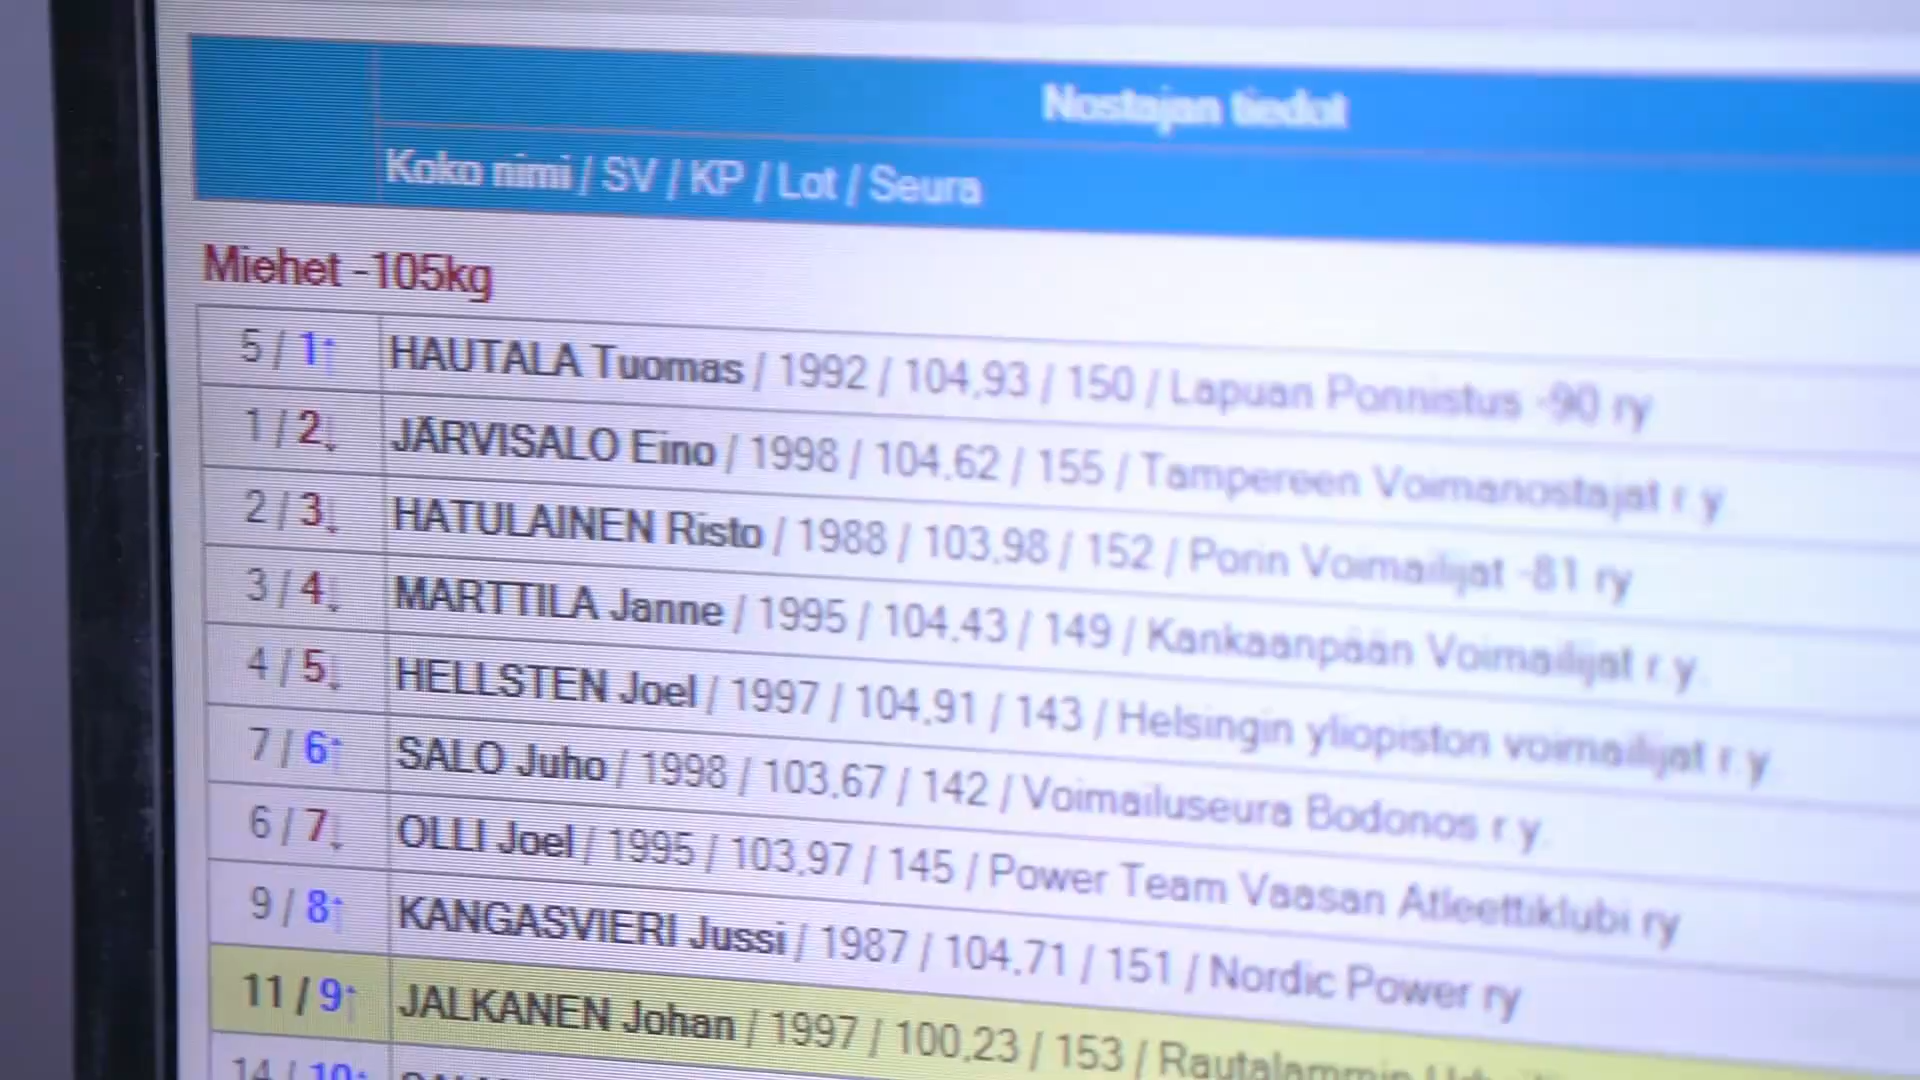 Nostajan tiedot
Koko nimi / SV / KP / Lot / Seura
Miehet -105kg
5 / 1↑ HAUTALA Tuomas / 1992 / 104,93 / 150 / Lapuan Ponnistus -90 ry
1 / 2↓ JÄRVISALO Eino / 1998 / 104,62 / 155 / Tampereen Voimanostajat r.y.
2 / 3↓ HATULAINEN Risto / 1988 / 103,98 / 152 / Porin Voimailijat -81 ry
3 / 4↓ MARTTILA Janne / 1995 / 104,43 / 149 / Kankaanpään Voimailijat r.y.
4 / 5↓ HELLSTEN Joel / 1997 / 104,91 / 143 / Helsingin yliopiston voimailijat r.y.
7 / 6↑ SALO Juho / 1998 / 103,67 / 142 / Voimailuseura Bodonos r.y.
6 / 7↓ OLLI Joel / 1995 / 103,97 / 145 / Power Team Vaasan Atleettiklubi ry
9 / 8↑ KANGASVIERI Jussi / 1987 / 104,71 / 151 / Nordic Power ry
11 / 9↑ JALKANEN Johan / 1997 / 100,23 / 153 / Rautalammin
14 / 10↑